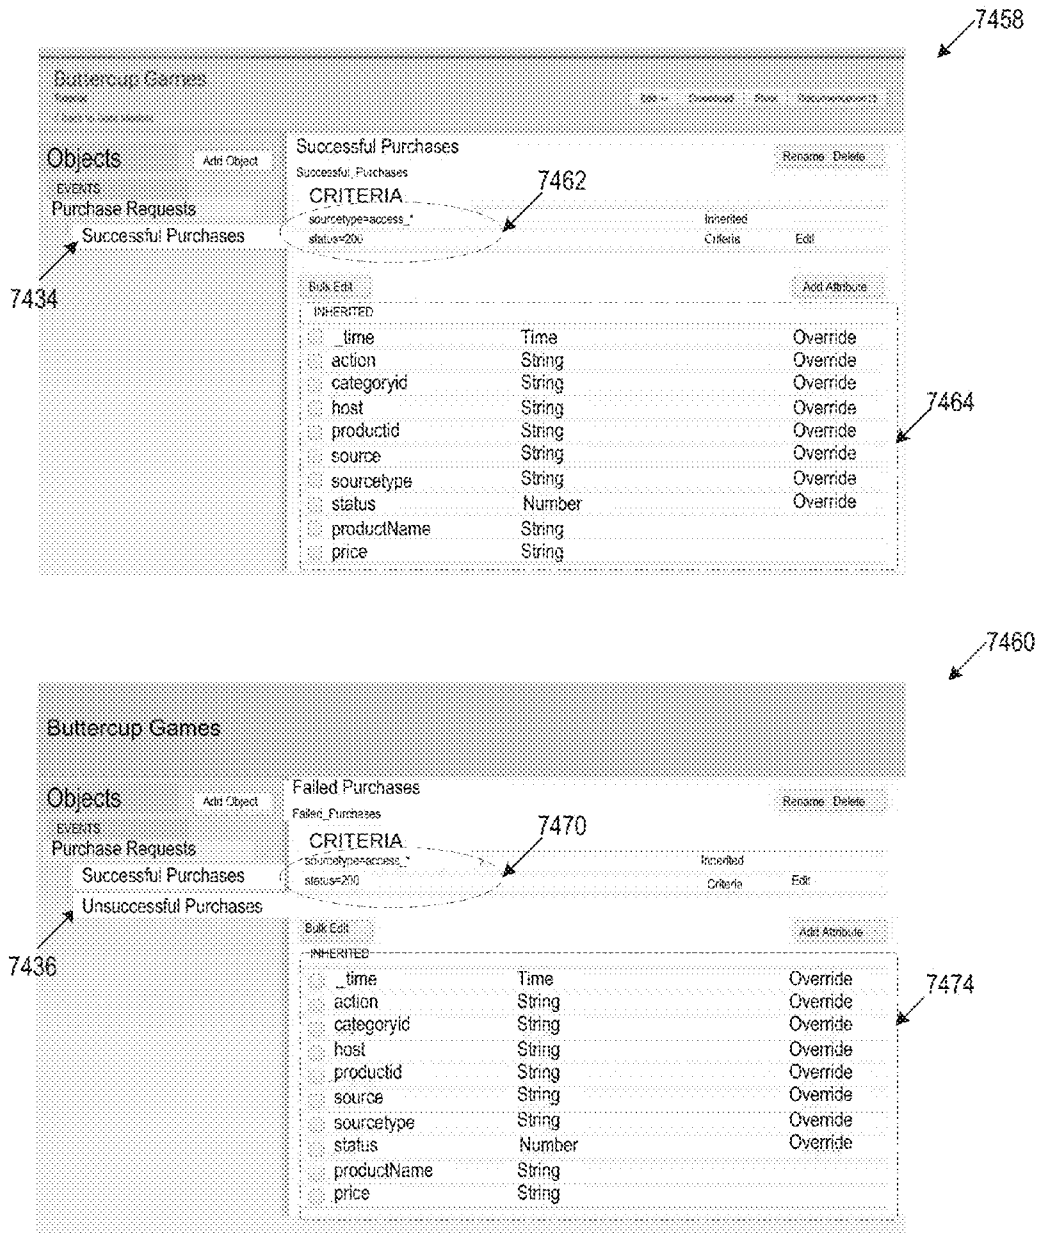 7458
Buttercup Games
Edit Download Pivot Documentation
Objects
Add Object
EVENTS
Purchase Requests
Successful Purchases
7434
Successful Purchases
Successful_Purchases
Rename Delete
CRITERIA
7462
sourcetype=access_* Inherited
status=200 Criteria Edit
Bulk Edit Add Attribute
INHERITED
_time Time Override
action String Override
categoryid String Override
host String Override
7464
productid String Override
source String Override
sourcetype String Override
status Number Override
productName String
price String
7460
Buttercup Games
Objects
Add Object
EVENTS
Purchase Requests
Successful Purchases
Unsuccessful Purchases
7436
Failed Purchases
Failed_Purchases
Rename Delete
CRITERIA
7470
sourcetype=access_* Inherited
status=200 Criteria Edit
Bulk Edit Add Attribute
INHERITED
_time Time Override
7474
action String Override
categoryid String Override
host String Override
productid String Override
source String Override
sourcetype String Override
status Number Override
productName String
price String